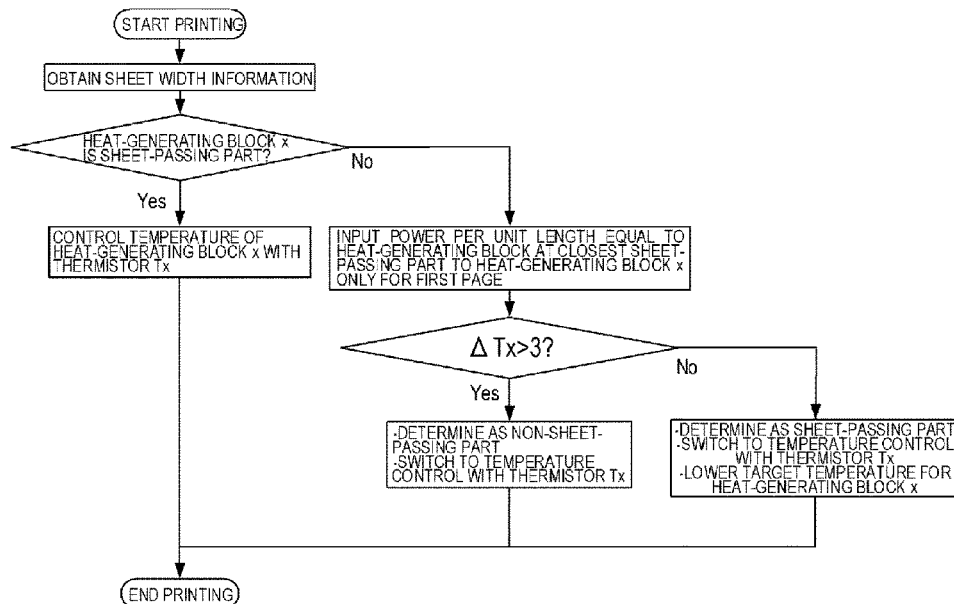 START PRINTING
OBTAIN SHEET WIDTH INFORMATION
HEAT-GENERATING BLOCK x
IS SHEET-PASSING PART?
No
Yes
CONTROL TEMPERATURE OF
HEAT-GENERATING BLOCK x WITH
THERMISTOR Tx
INPUT POWER PER UNIT LENGTH EQUAL TO
HEAT-GENERATING BLOCK AT CLOSEST SHEET-
PASSING PART TO HEAT-GENERATING BLOCK x
ONLY FOR FIRST PAGE
Δ Tx>3?
No
Yes
-DETERMINE AS NON-SHEET-
PASSING PART
-SWITCH TO TEMPERATURE
CONTROL WITH THERMISTOR Tx
-DETERMINE AS SHEET-PASSING PART
-SWITCH TO TEMPERATURE CONTROL
WITH THERMISTOR Tx
-LOWER TARGET TEMPERATURE FOR
HEAT-GENERATING BLOCK x
END PRINTING